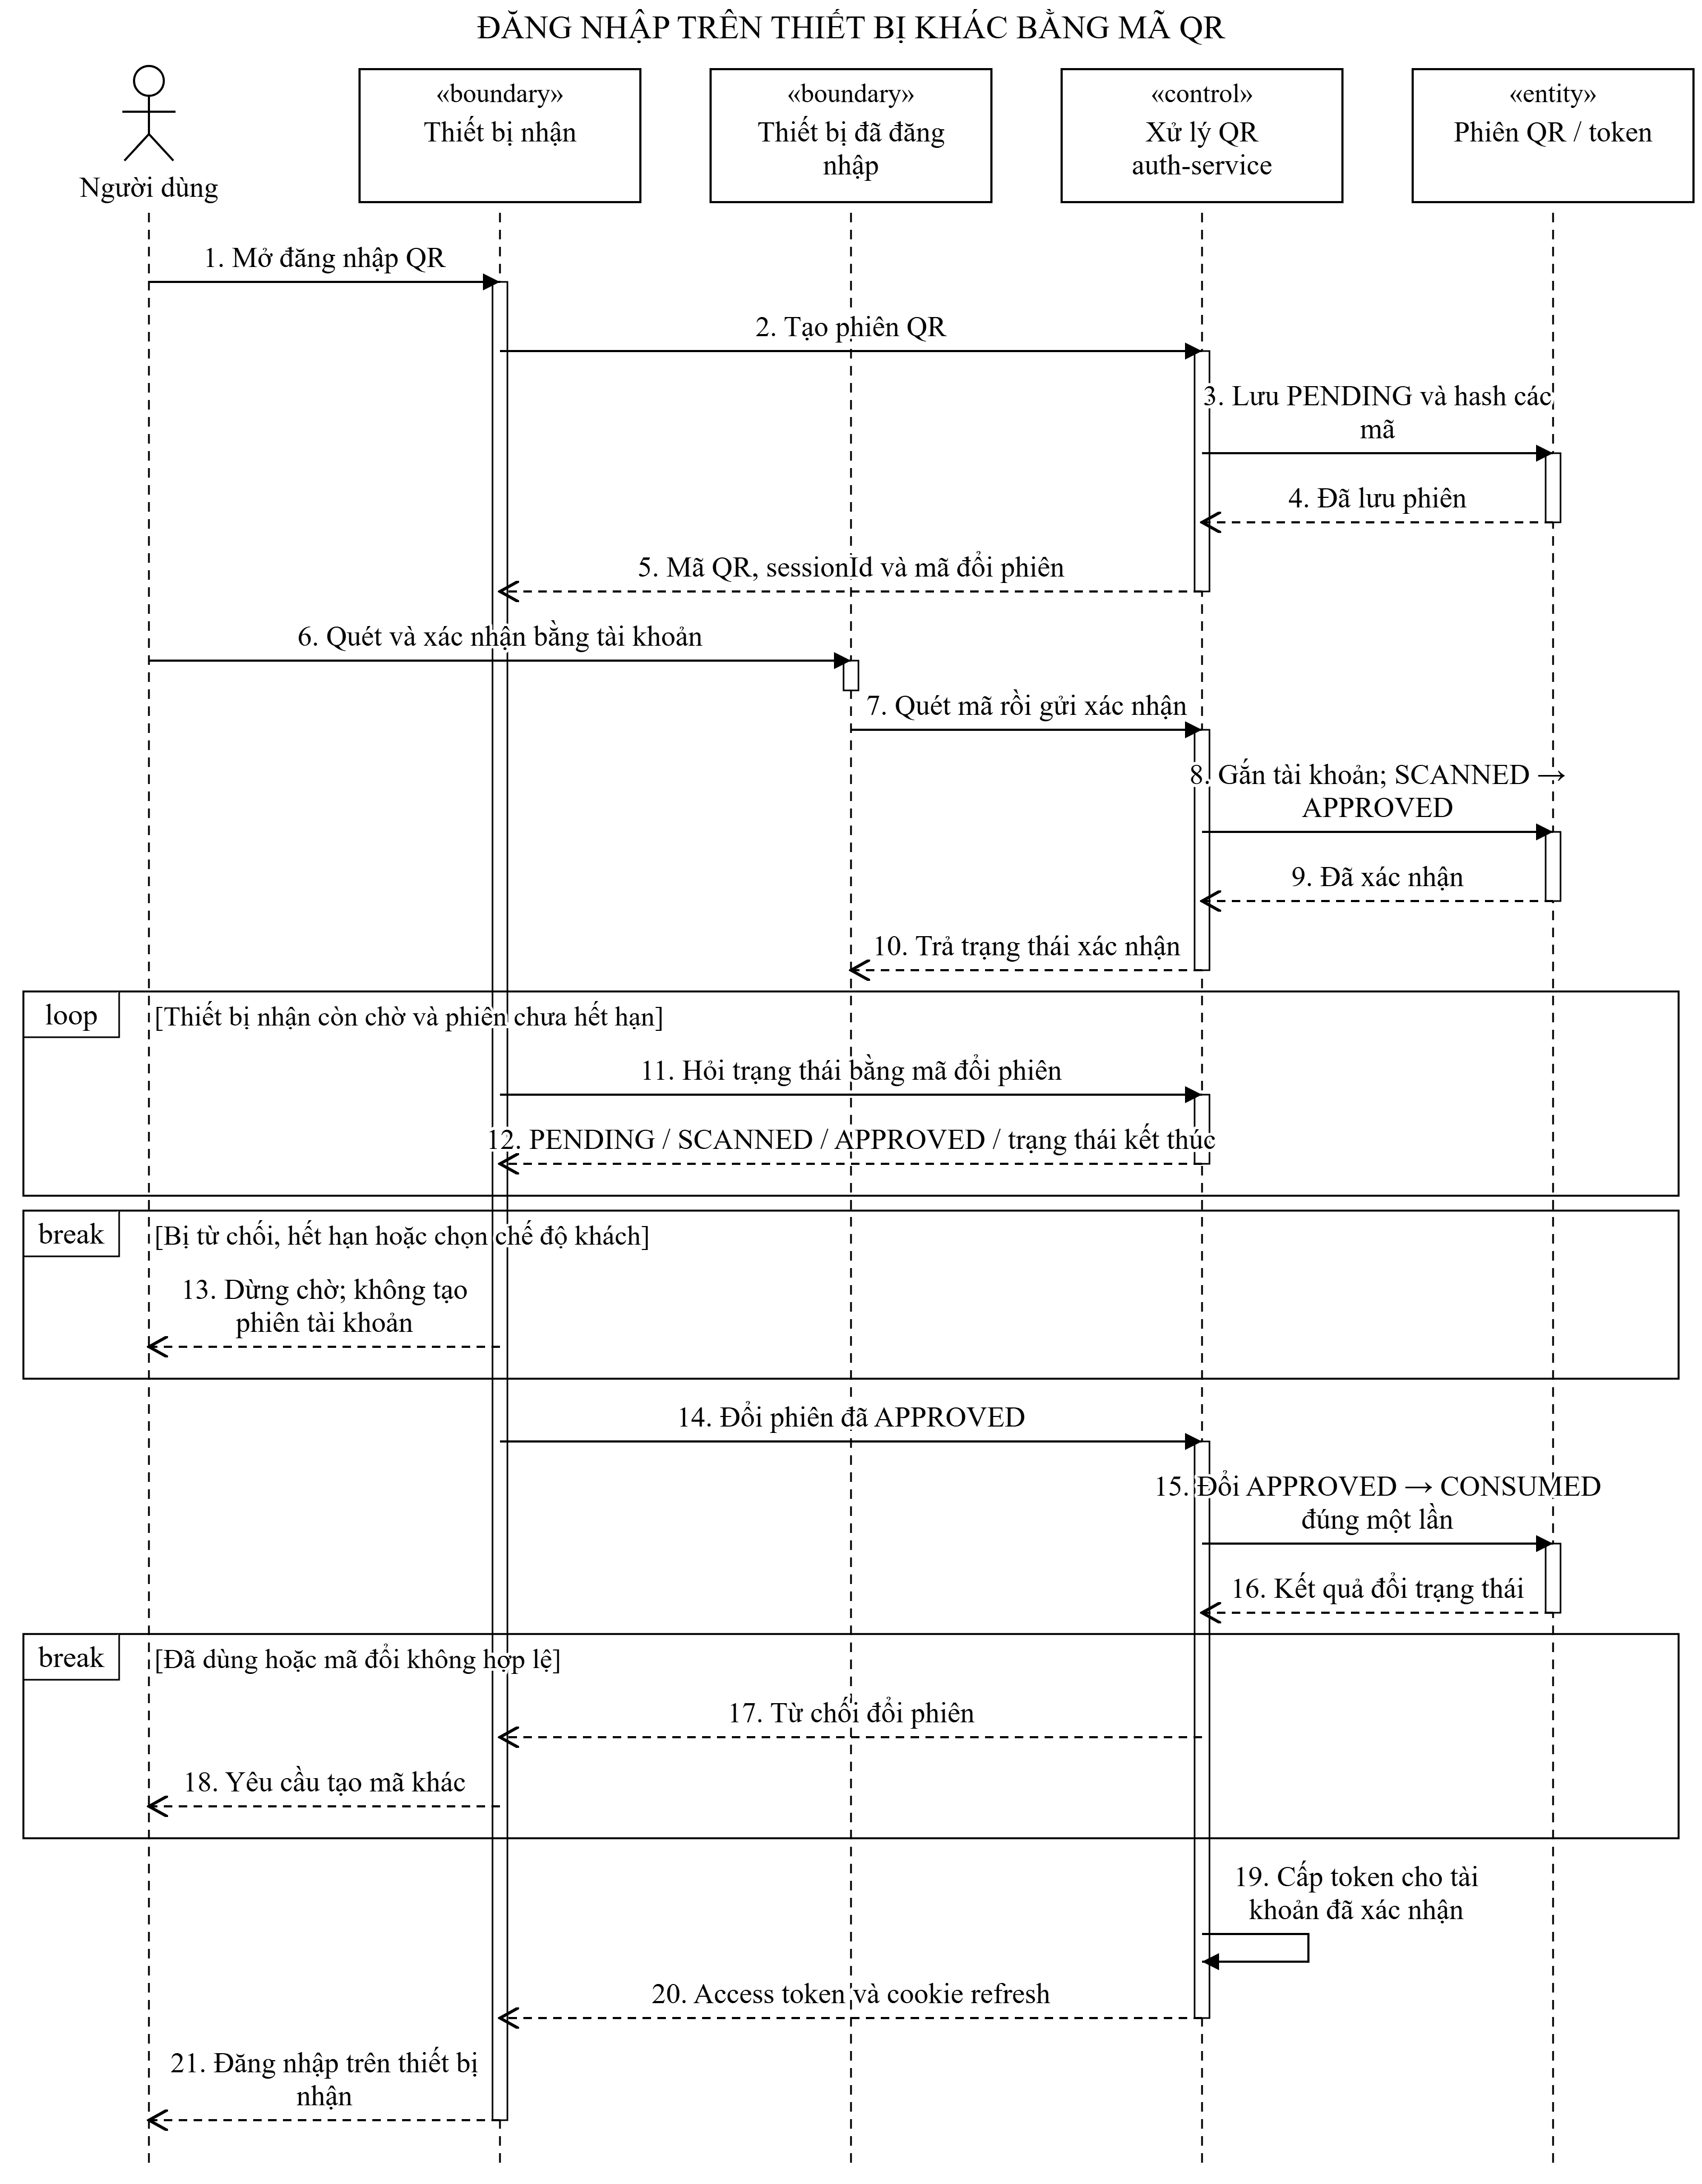 ĐĂNG NHẬP TRÊN THIẾT BỊ KHÁC BẰNG MÃ QR
Người dùng
«boundary»
Thiết bị nhận
«boundary»
Thiết bị đã đăng
nhập
«control»
Xử lý QR
auth-service
«entity»
Phiên QR / token
1. Mở đăng nhập QR
2. Tạo phiên QR
3. Lưu PENDING và hash các
mã
4. Đã lưu phiên
5. Mã QR, sessionId và mã đổi phiên
6. Quét và xác nhận bằng tài khoản
7. Quét mã rồi gửi xác nhận
8. Gắn tài khoản; SCANNED →
APPROVED
9. Đã xác nhận
10. Trả trạng thái xác nhận
loop
[Thiết bị nhận còn chờ và phiên chưa hết hạn]
11. Hỏi trạng thái bằng mã đổi phiên
12. PENDING / SCANNED / APPROVED / trạng thái kết thúc
break
[Bị từ chối, hết hạn hoặc chọn chế độ khách]
13. Dừng chờ; không tạo
phiên tài khoản
14. Đổi phiên đã APPROVED
15. Đổi APPROVED → CONSUMED
đúng một lần
16. Kết quả đổi trạng thái
break
[Đã dùng hoặc mã đổi không hợp lệ]
17. Từ chối đổi phiên
18. Yêu cầu tạo mã khác
19. Cấp token cho tài
khoản đã xác nhận
20. Access token và cookie refresh
21. Đăng nhập trên thiết bị
nhận